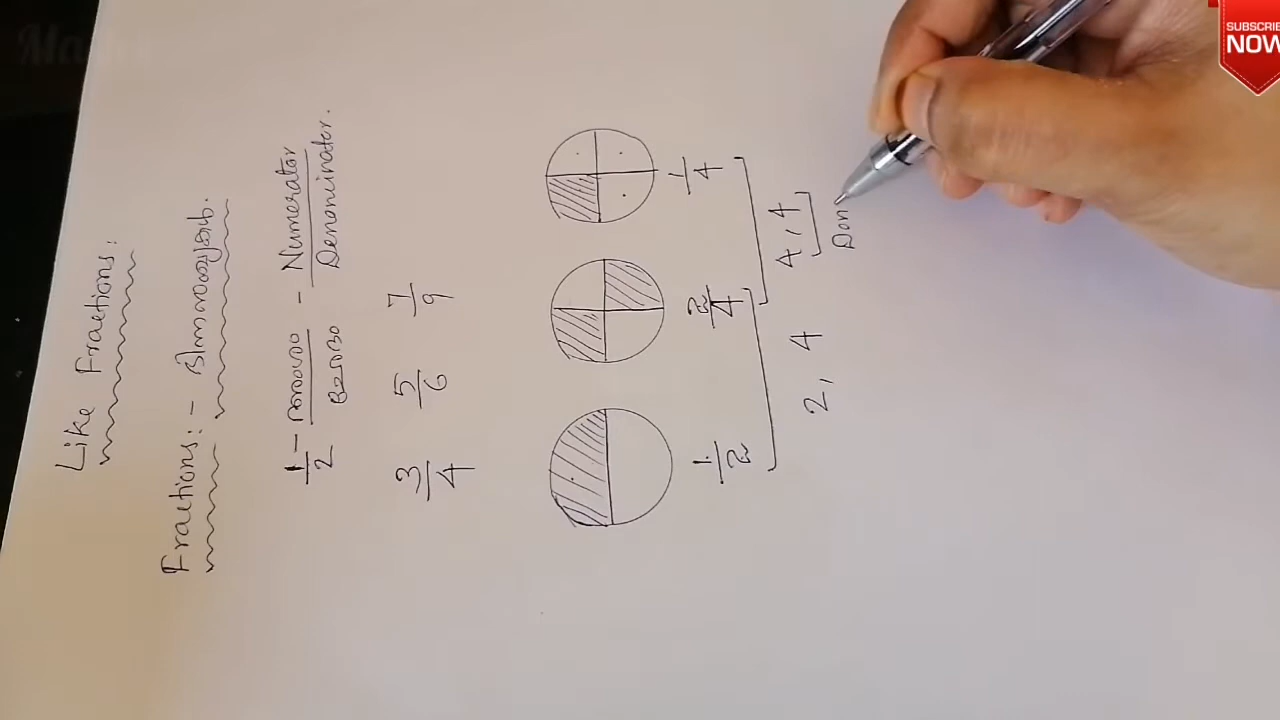 Like Fractions:
Fractions: -
1/2 - - Numerator
Denominator.
3/4 5/6 7/9
1/2 2/4 1/4
4, 4
2, 4
Don
SUBSCRIBE
NOW